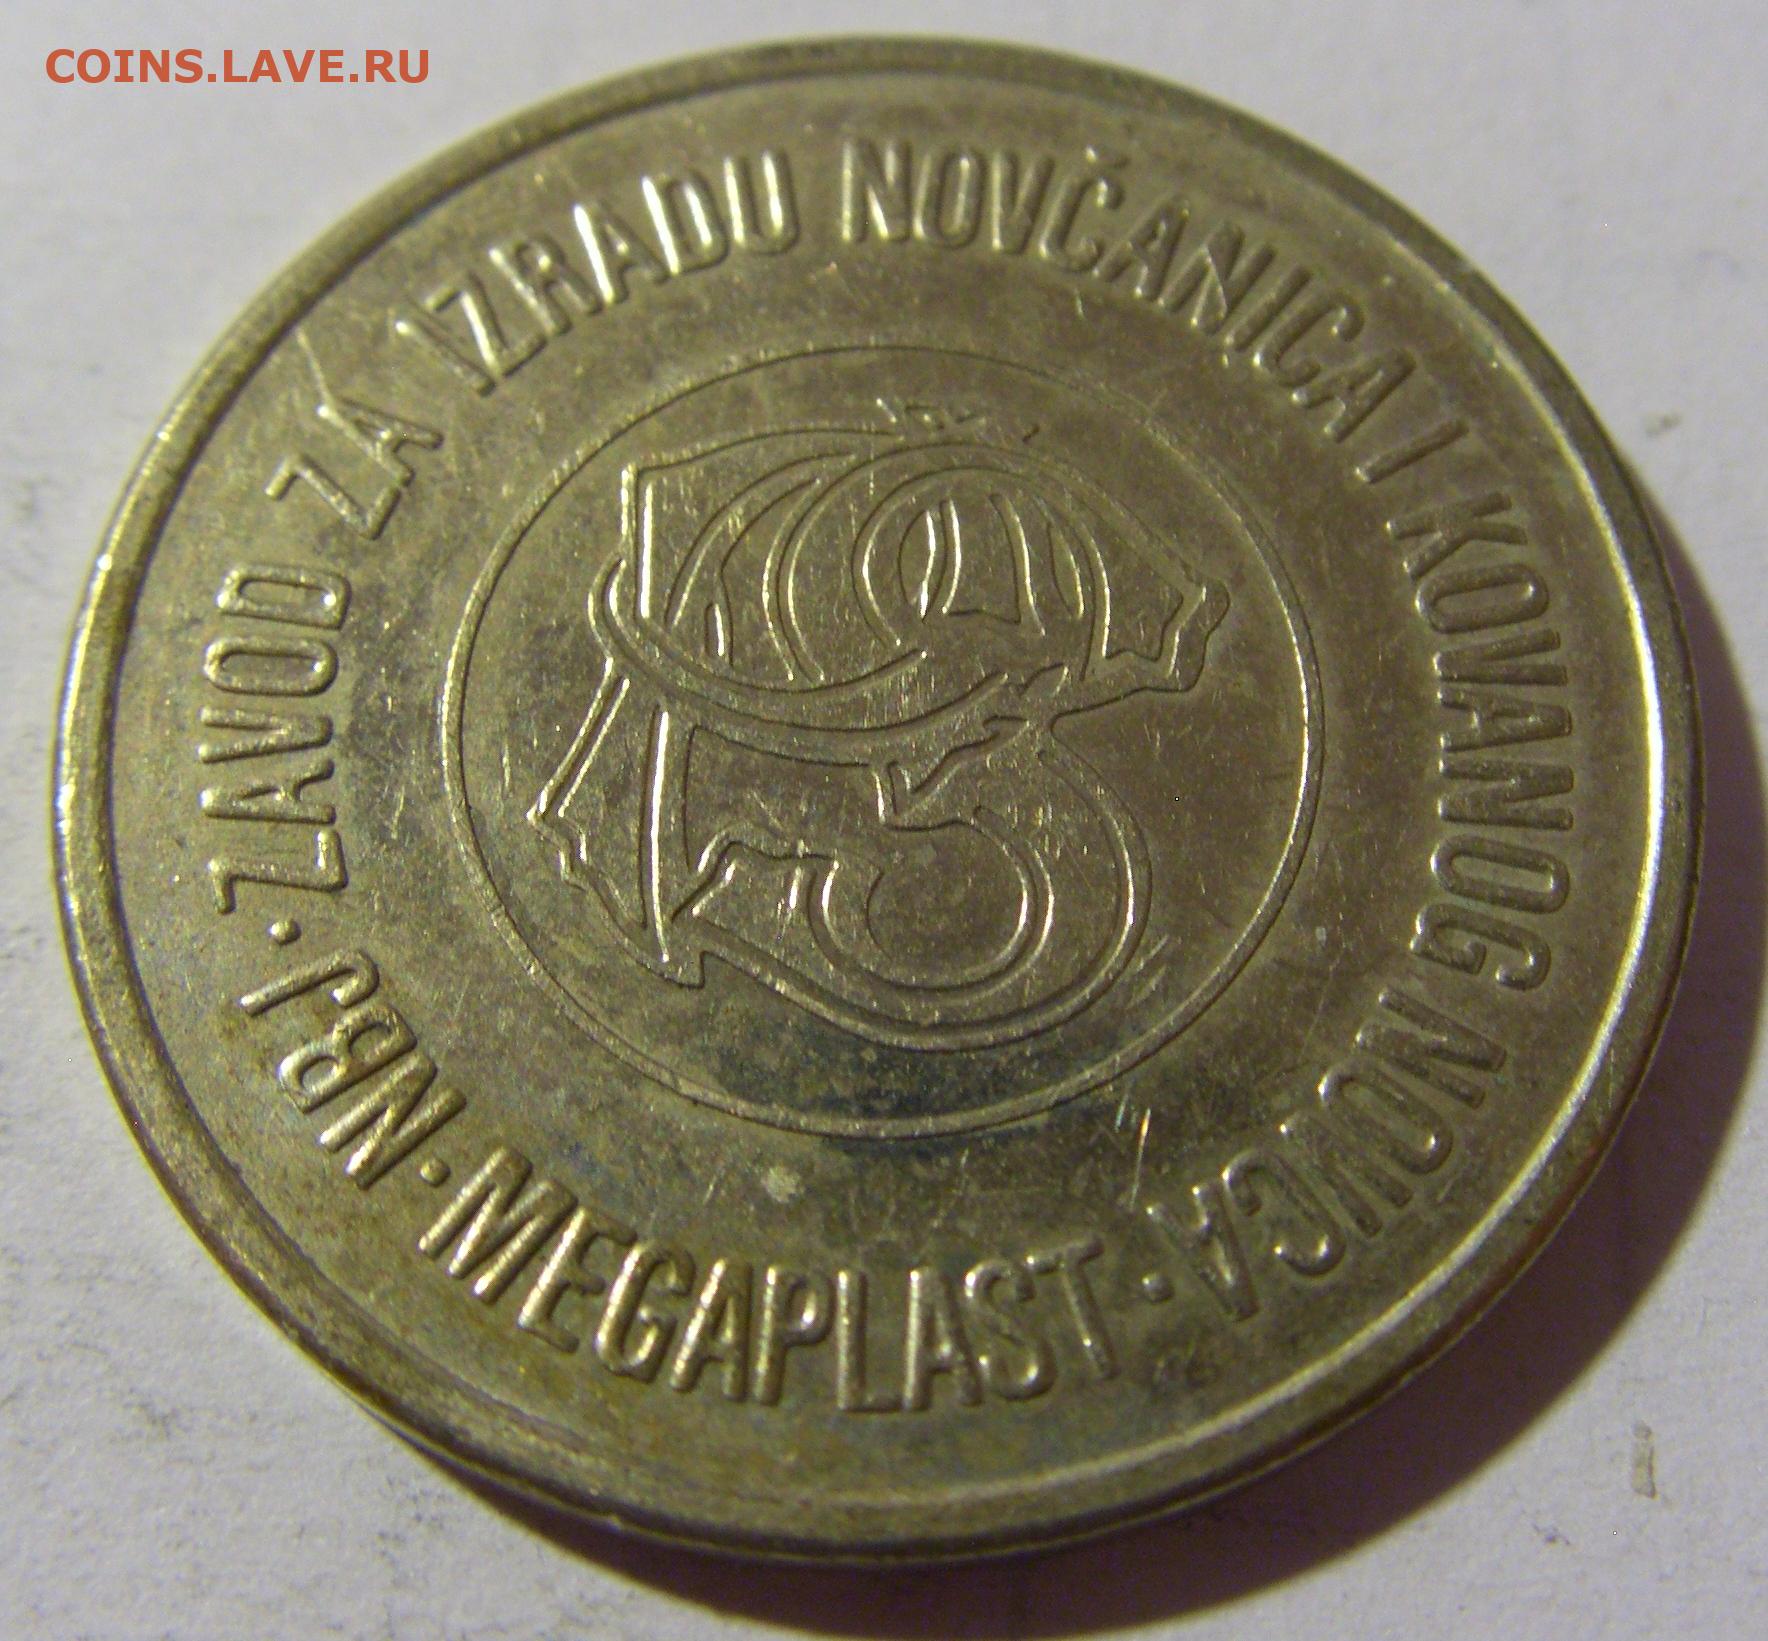 COINS.LAVE.RU
ZAVOD ZA IZRADU NOVČANICA I KOVANOG NOVCA · MEGAPLAST · NBJ ·